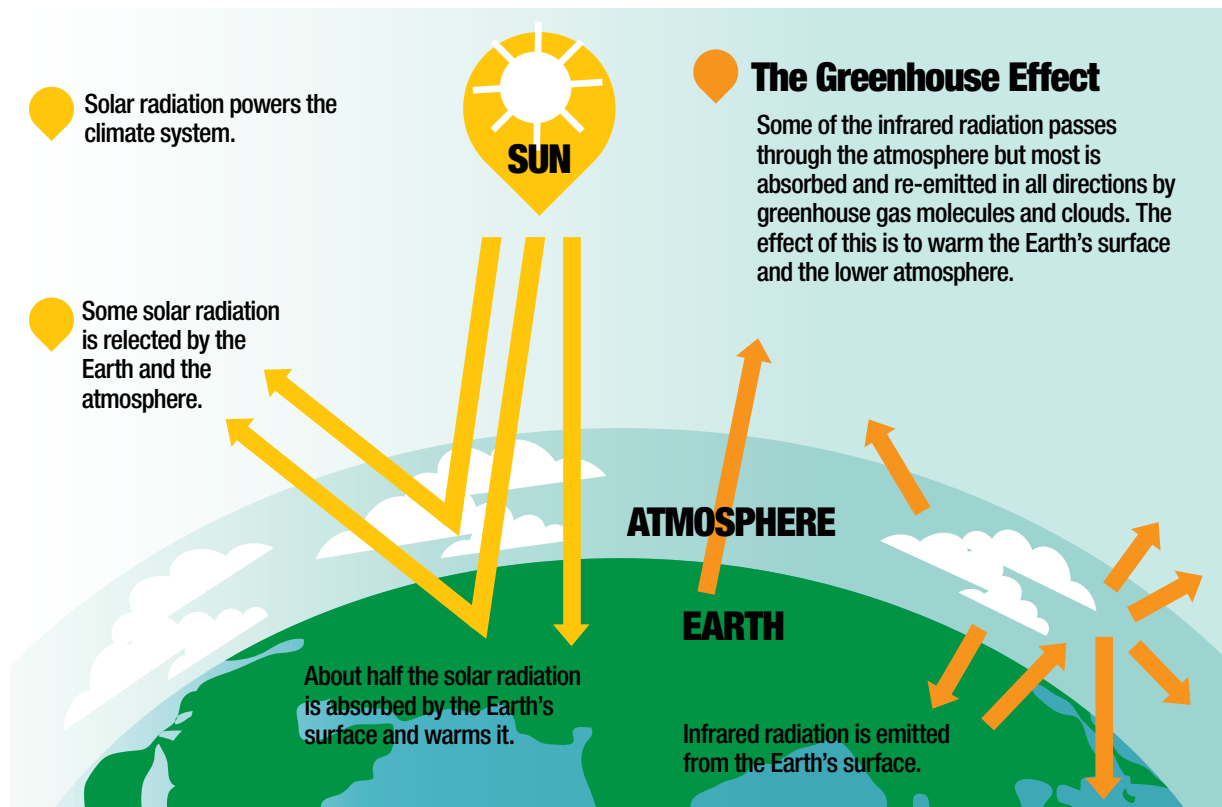 Solar radiation powers the
climate system.
SUN
The Greenhouse Effect
Some of the infrared radiation passes
through the atmosphere but most is
absorbed and re-emitted in all directions by
greenhouse gas molecules and clouds. The
effect of this is to warm the Earth's surface
and the lower atmosphere.
Some solar radiation
is relected by the
Earth and the
atmosphere.
ATMOSPHERE
EARTH
About half the solar radiation
is absorbed by the Earth's
surface and warms it.
Infrared radiation is emitted
from the Earth's surface.